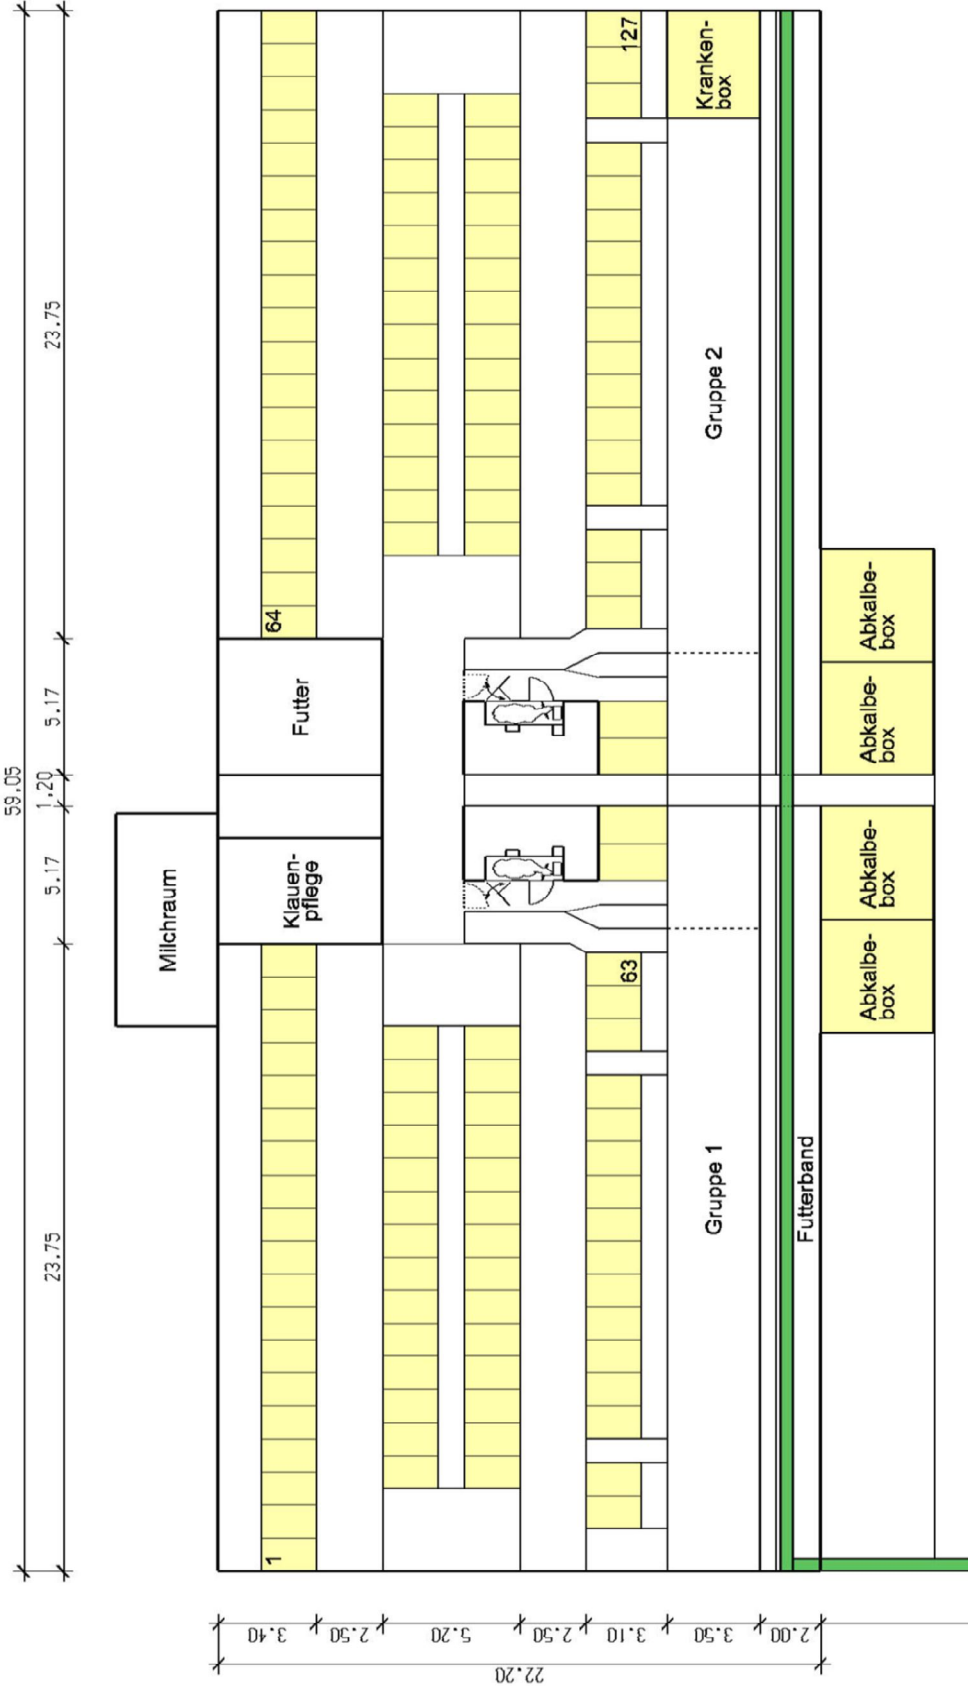 59.05
23.75
5.17
1.20
5.17
23.75
Milchraum
Klauen-
pflege
Futter
1
64
63
127
Kranken-
box
Gruppe 1
Gruppe 2
Futterband
Abkalbe-
box
Abkalbe-
box
Abkalbe-
box
Abkalbe-
box
3.40
2.50
5.20
2.50
3.10
3.50
2.00
22.20